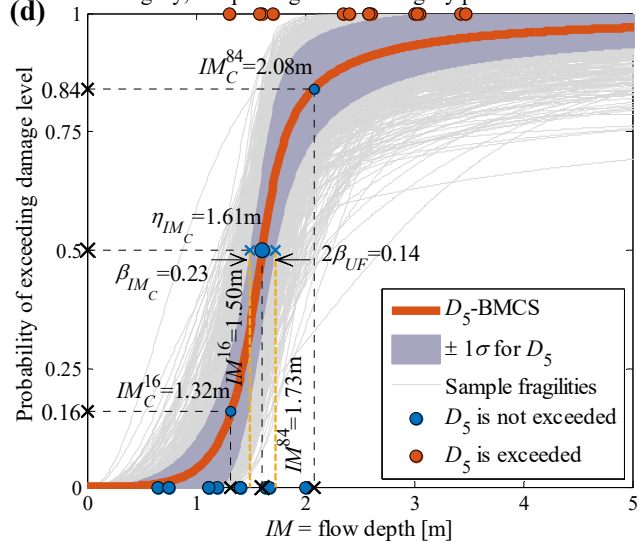 (d)
1
IM_C^84=2.08m
0.84
0.75
η_IM_C=1.61m
0.5
β_IM_C=0.23
2β_UF=0.14
IM^16=1.50m
IM^84=1.73m
0.25
IM_C^16=1.32m
0.16
0
Probability of exceeding damage level
D_5-BMCS
± 1σ for D_5
Sample fragilities
D_5 is not exceeded
D_5 is exceeded
0 1 2 3 4 5
IM = flow depth [m]